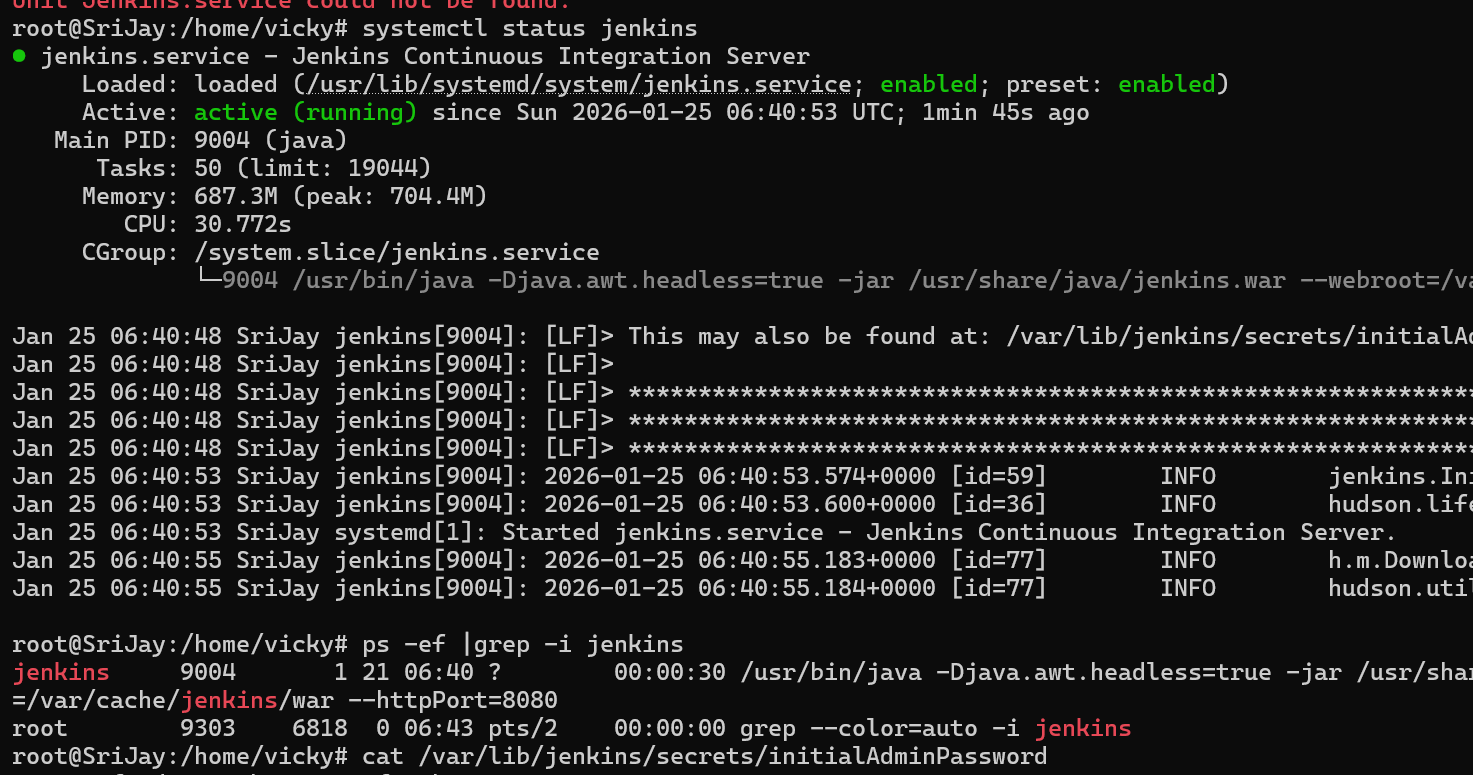 Unit Jenkins.service could not be found.
root@SriJay:/home/vicky# systemctl status jenkins
● jenkins.service - Jenkins Continuous Integration Server
     Loaded: loaded (/usr/lib/systemd/system/jenkins.service; enabled; preset: enabled)
     Active: active (running) since Sun 2026-01-25 06:40:53 UTC; 1min 45s ago
   Main PID: 9004 (java)
      Tasks: 50 (limit: 19044)
     Memory: 687.3M (peak: 704.4M)
        CPU: 30.772s
     CGroup: /system.slice/jenkins.service
             └─9004 /usr/bin/java -Djava.awt.headless=true -jar /usr/share/java/jenkins.war --webroot=/va
Jan 25 06:40:48 SriJay jenkins[9004]: [LF]> This may also be found at: /var/lib/jenkins/secrets/initialAd
Jan 25 06:40:48 SriJay jenkins[9004]: [LF]>
Jan 25 06:40:48 SriJay jenkins[9004]: [LF]> *************************************************************
Jan 25 06:40:48 SriJay jenkins[9004]: [LF]> *************************************************************
Jan 25 06:40:48 SriJay jenkins[9004]: [LF]> *************************************************************
Jan 25 06:40:53 SriJay jenkins[9004]: 2026-01-25 06:40:53.574+0000 [id=59]        INFO        jenkins.Ini
Jan 25 06:40:53 SriJay jenkins[9004]: 2026-01-25 06:40:53.600+0000 [id=36]        INFO        hudson.life
Jan 25 06:40:53 SriJay systemd[1]: Started jenkins.service - Jenkins Continuous Integration Server.
Jan 25 06:40:55 SriJay jenkins[9004]: 2026-01-25 06:40:55.183+0000 [id=77]        INFO        h.m.Downloa
Jan 25 06:40:55 SriJay jenkins[9004]: 2026-01-25 06:40:55.184+0000 [id=77]        INFO        hudson.util
root@SriJay:/home/vicky# ps -ef |grep -i jenkins
jenkins     9004       1 21 06:40 ?        00:00:30 /usr/bin/java -Djava.awt.headless=true -jar /usr/shar
=/var/cache/jenkins/war --httpPort=8080
root        9303    6818  0 06:43 pts/2    00:00:00 grep --color=auto -i jenkins
root@SriJay:/home/vicky# cat /var/lib/jenkins/secrets/initialAdminPassword